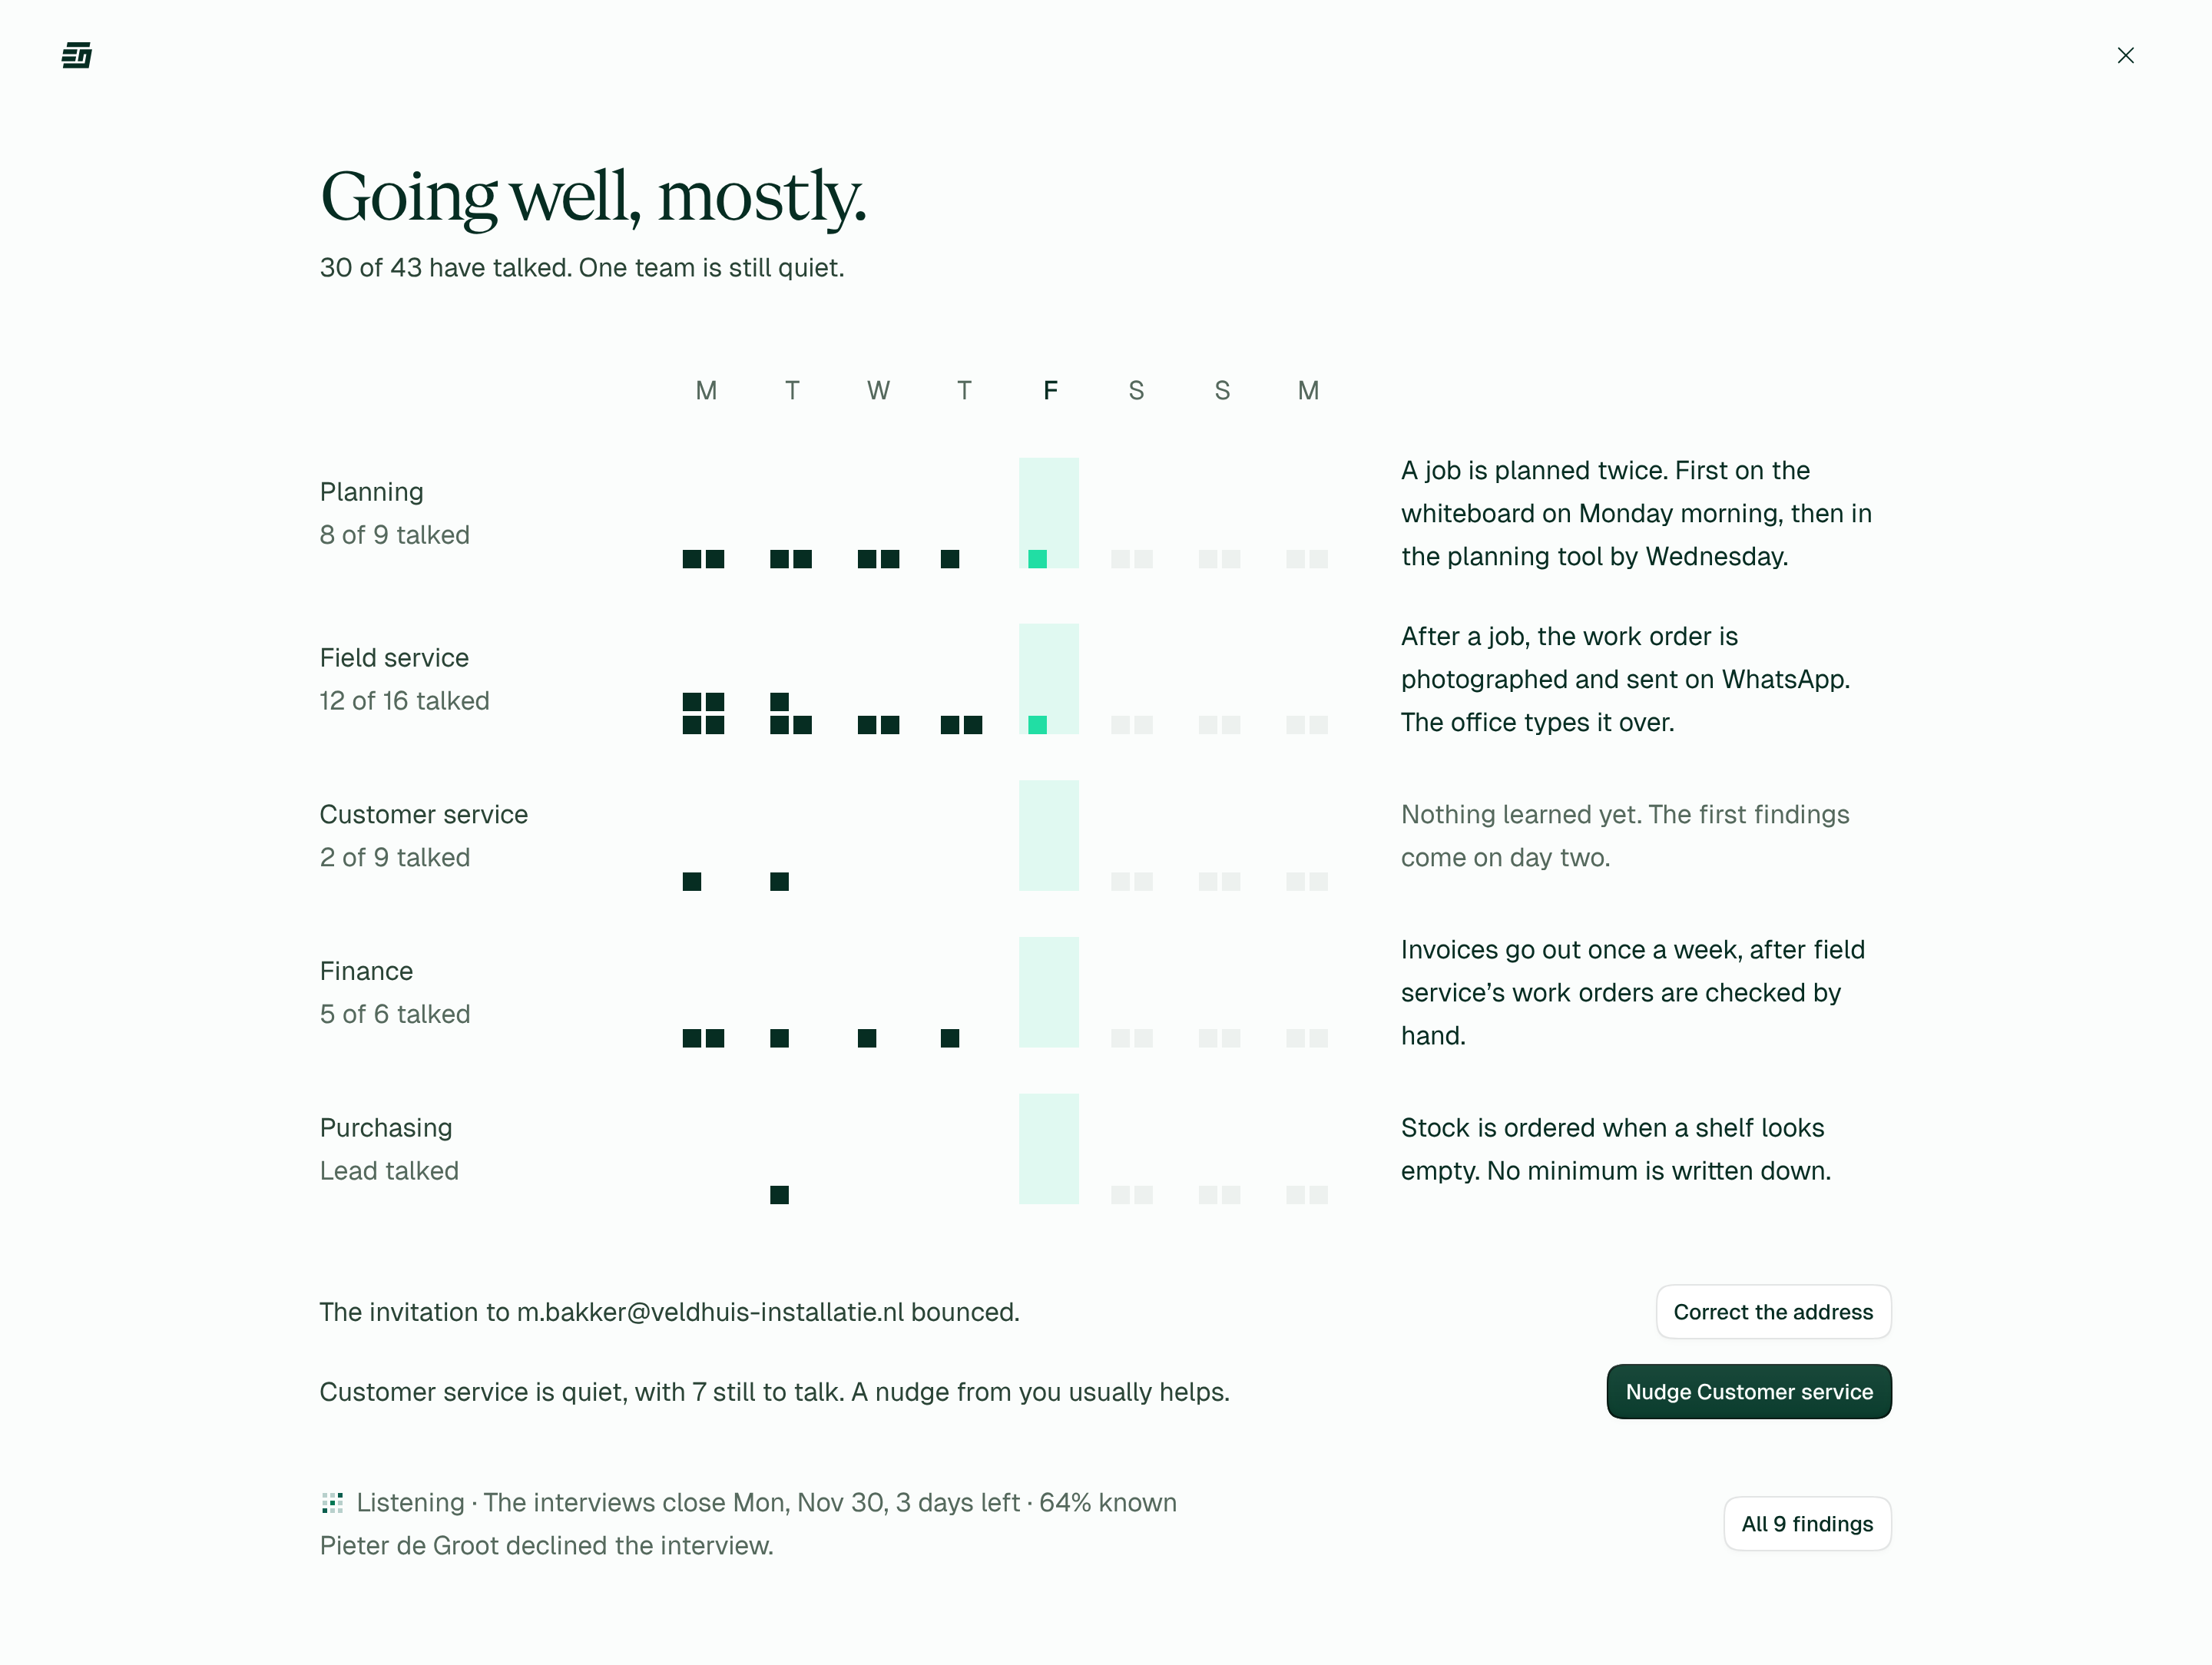 Going well, mostly.
30 of 43 have talked. One team is still quiet.
M T W T F S S M
Planning
8 of 9 talked
A job is planned twice. First on the
whiteboard on Monday morning, then in
the planning tool by Wednesday.
Field service
12 of 16 talked
After a job, the work order is
photographed and sent on WhatsApp.
The office types it over.
Customer service
2 of 9 talked
Nothing learned yet. The first findings
come on day two.
Finance
5 of 6 talked
Invoices go out once a week, after field
service’s work orders are checked by
hand.
Purchasing
Lead talked
Stock is ordered when a shelf looks
empty. No minimum is written down.
The invitation to m.bakker@veldhuis-installatie.nl bounced.
Correct the address
Customer service is quiet, with 7 still to talk. A nudge from you usually helps.
Nudge Customer service
Listening · The interviews close Mon, Nov 30, 3 days left · 64% known
Pieter de Groot declined the interview.
All 9 findings